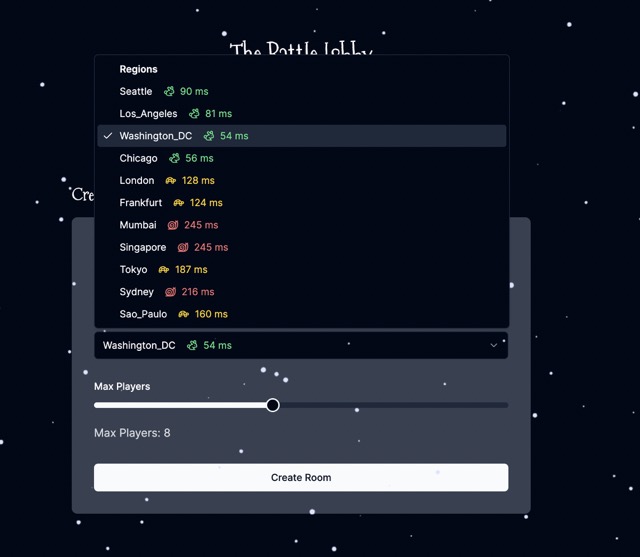 The Battle Lobby
Regions
Seattle 90 ms
Los_Angeles 81 ms
Washington_DC 54 ms
Chicago 56 ms
London 128 ms
Frankfurt 124 ms
Mumbai 245 ms
Singapore 245 ms
Tokyo 187 ms
Sydney 216 ms
Sao_Paulo 160 ms
Cre
Washington_DC 54 ms
Max Players
Max Players: 8
Create Room